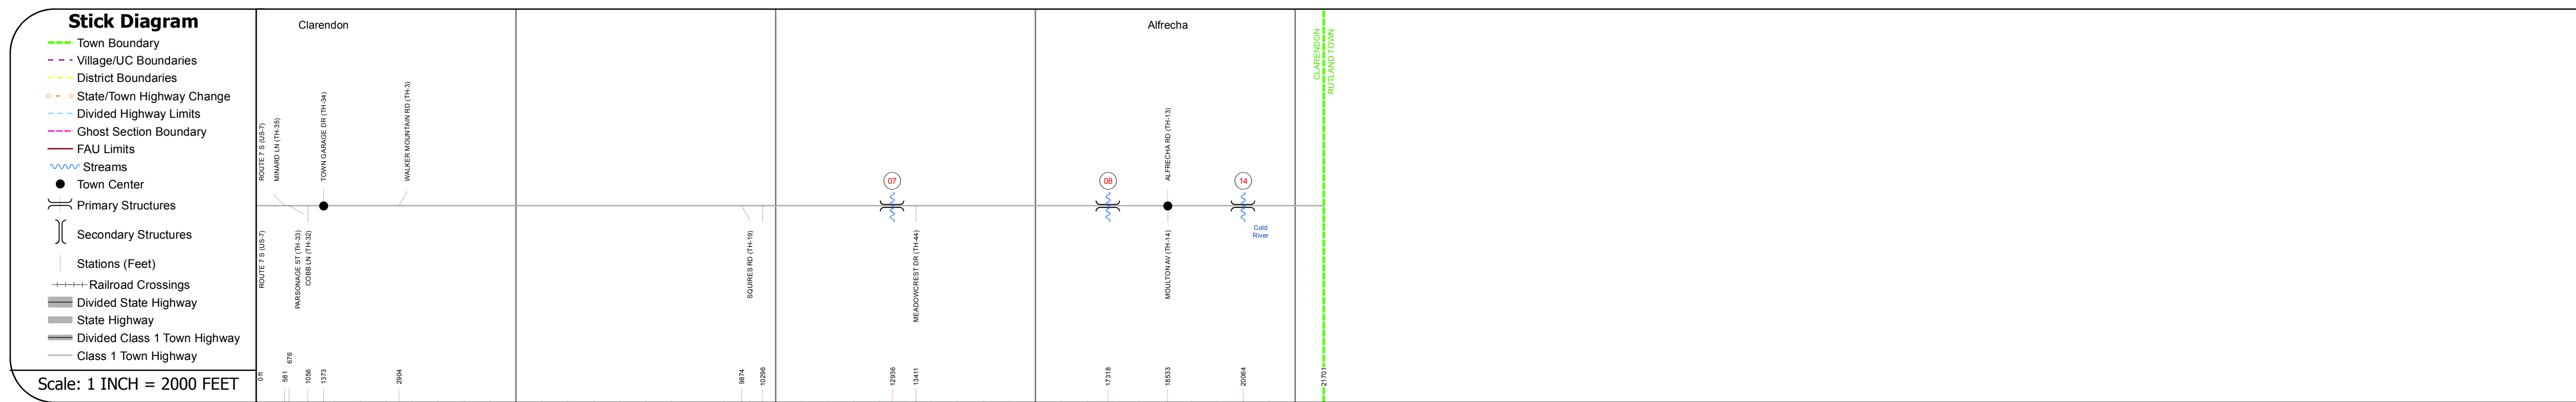 Stick Diagram
Town Boundary
Village/UC Boundaries
District Boundaries
State/Town Highway Change
Divided Highway Limits
Ghost Section Boundary
FAU Limits
Streams
Town Center
Primary Structures
Secondary Structures
Stations (Feet)
Railroad Crossings
Divided State Highway
State Highway
Divided Class 1 Town Highway
Class 1 Town Highway
Scale: 1 INCH = 2000 FEET
Clarendon
Alfrecha
CLARENDON
RUTLAND TOWN
ROUTE 7 S (US-7)
MINARD LN (TH-35)
TOWN GARAGE DR (TH-34)
WALKER MOUNTAIN RD (TH-3)
ALFRECHA RD (TH-13)
07
08
14
Cold
River
ROUTE 7 S (US-7)
PARSONAGE ST (TH-33)
COBB LN (TH-32)
SQUIRES RD (TH-19)
MEADOWCREST DR (TH-44)
MOULTON AV (TH-14)
0 ft
581
676
1056
1373
2904
9874
10296
12936
13411
17318
18533
20064
21701